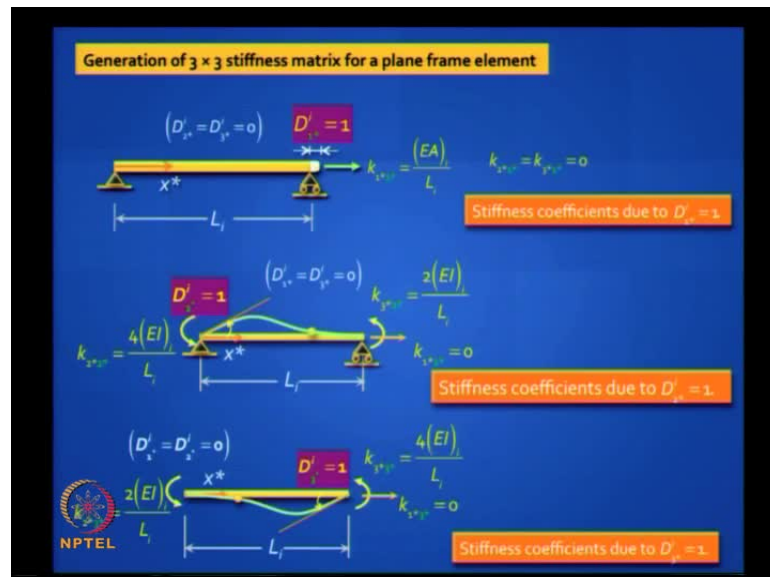 Generation of 3 × 3 stiffness matrix for a plane frame element
(D^i_{2*} = D^i_{3*} = 0)
D^i_{1*} = 1
k_{1*1*} = (EA)_i / L_i
k_{2*1*} = k_{3*1*} = 0
x*
L_i
Stiffness coefficients due to D^i_{1*} = 1.
(D^i_{1*} = D^i_{3*} = 0)
D^i_{2*} = 1
k_{3*2*} = 2(EI)_i / L_i
k_{2*2*} = 4(EI)_i / L_i
x*
k_{1*2*} = 0
L_i
Stiffness coefficients due to D^i_{2*} = 1.
(D^i_{1*} = D^i_{2*} = 0)
D^i_{3*} = 1
k_{3*3*} = 4(EI)_i / L_i
x*
2(EI)_i / L_i
k_{1*3*} = 0
L_i
Stiffness coefficients due to D^i_{3*} = 1.
NPTEL